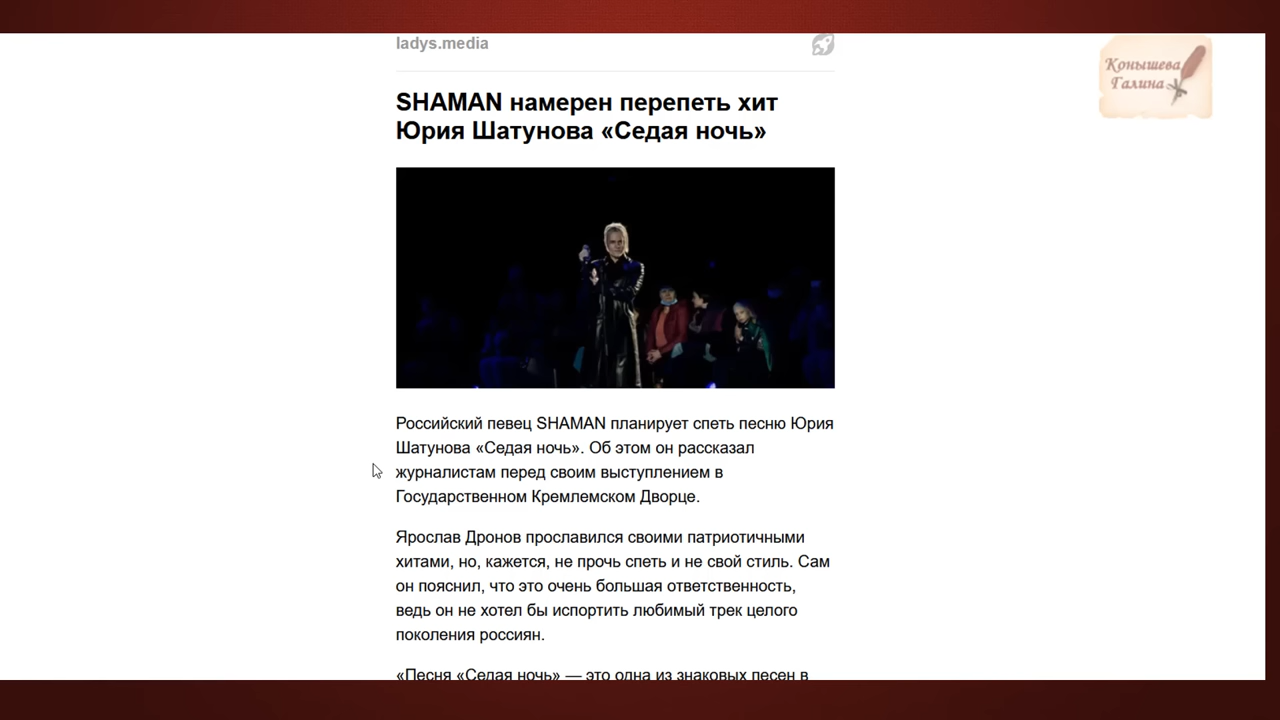 ladys.media
Конышева
Галина
SHAMAN намерен перепеть хит
Юрия Шатунова «Седая ночь»
Российский певец SHAMAN планирует спеть песню Юрия
Шатунова «Седая ночь». Об этом он рассказал
журналистам перед своим выступлением в
Государственном Кремлемском Дворце.
Ярослав Дронов прославился своими патриотичными
хитами, но, кажется, не прочь спеть и не свой стиль. Сам
он пояснил, что это очень большая ответственность,
ведь он не хотел бы испортить любимый трек целого
поколения россиян.
«Песня «Седая ночь» — это одна из знаковых песен в